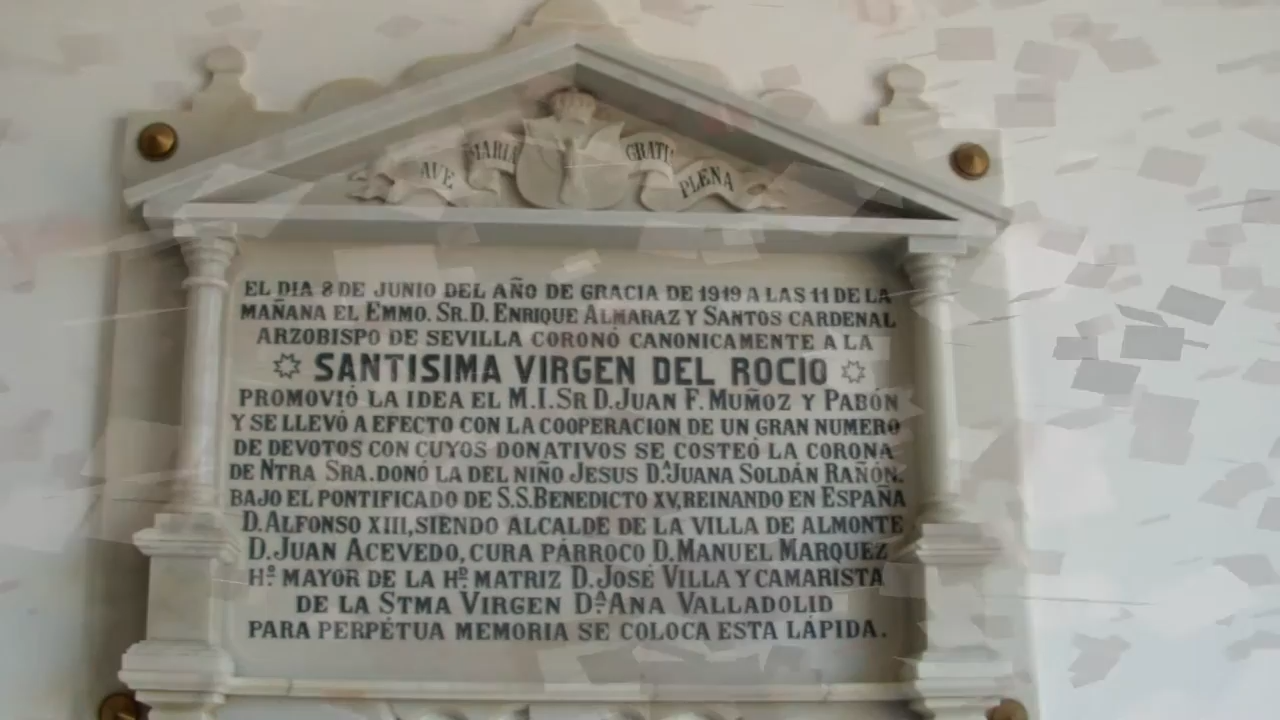 AVE MARIA GRATI PLENA
EL DIA 8 DE JUNIO DEL AÑO DE GRACIA DE 1919 A LAS 11 DE LA
MAÑANA EL EMMO. SR. D. ENRIQUE ALMARAZ Y SANTOS CARDENAL
ARZOBISPO DE SEVILLA CORONÓ CANONICAMENTE A LA
SANTISIMA VIRGEN DEL ROCIO
PROMOVIÓ LA IDEA EL M.I. SR D. JUAN F. MUÑOZ Y PABÓN
Y SE LLEVÓ A EFECTO CON LA COOPERACION DE UN GRAN NUMERO
DE DEVOTOS CON CUYOS DONATIVOS SE COSTEÓ LA CORONA
DE NTRA SRA. DONÓ LA DEL NIÑO JESUS D.ᴬ JUANA SOLDÁN RAÑÓN.
BAJO EL PONTIFICADO DE S.S. BENEDICTO XV, REINANDO EN ESPAÑA
D. ALFONSO XIII, SIENDO ALCALDE DE LA VILLA DE ALMONTE
D. JUAN ACEVEDO, CURA PÁRROCO D. MANUEL MARQUEZ
Hº MAYOR DE LA Hᴰ MATRIZ D. JOSÉ VILLA Y CAMARISTA
DE LA STMA VIRGEN D.ᴬ ANA VALLADOLID
PARA PERPÉTUA MEMORIA SE COLOCA ESTA LÁPIDA.